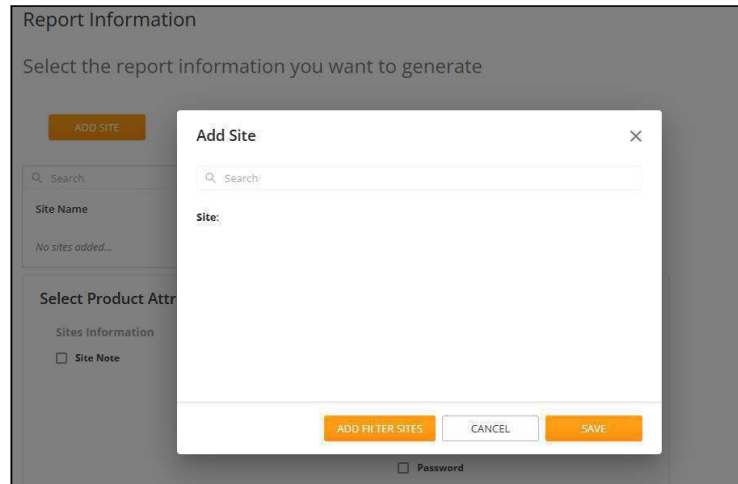 Report Information
Select the report information you want to generate
ADD SITE
Search
Site Name
No sites added...
Select Product Attr
Sites Information
Site Note
Add Site
Search
Site:
ADD FILTER SITES CANCEL SAVE
Password